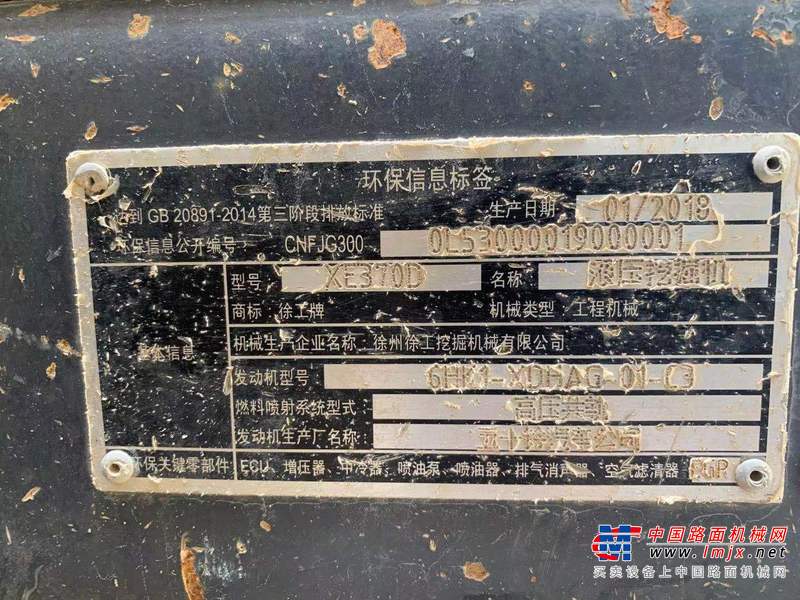 环保信息标签
达到 GB 20891-2014第三阶段排放标准 生产日期 01/2018
环保信息公开编号 CNFJG300 0L53000019000001
型号 XE370D 名称 液压挖掘机
商标 徐工牌 机械类型 工程机械
基本信息
机械生产企业名称 徐州徐工挖掘机械有限公司
发动机型号 6HK1-XDHAG-01-C3
燃料喷射系统型式 高压共轨
发动机生产厂名称
环保关键零部件 ECU、增压器、中冷器、喷油泵、喷油器、排气消声器、空气滤清器 EGR
中国路面机械网
www.lmjx.net
买卖设备上中国路面机械网